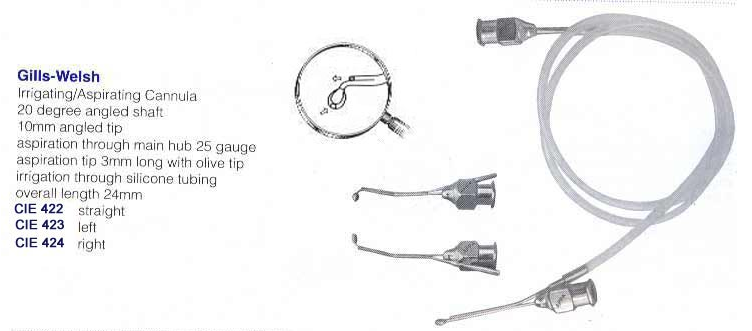 Gills-Welsh
Irrigating/Aspirating Cannula
20 degree angled shaft
10mm angled tip
aspiration through main hub 25 gauge
aspiration tip 3mm long with olive tip
irrigation through silicone tubing
overall length 24mm
CIE 422 straight
CIE 423 left
CIE 424 right